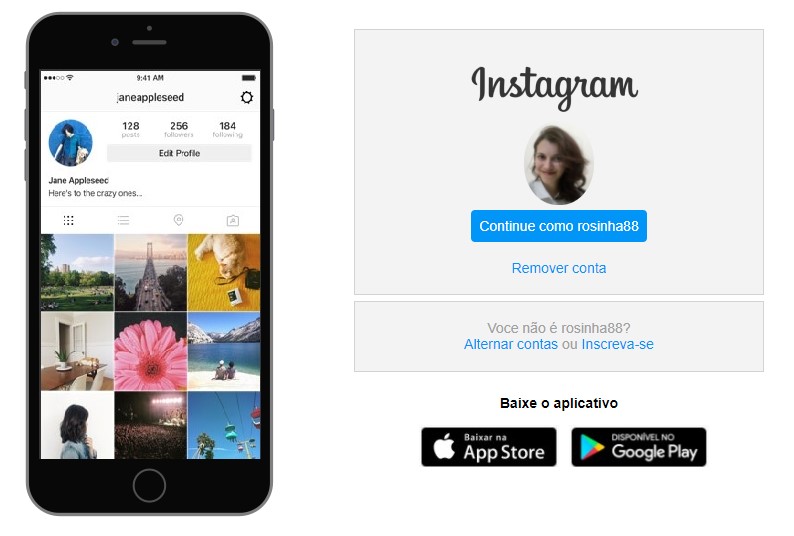 9:41 AM
janeappleseed
128 256 184
posts followers following
Edit Profile
Jane Appleseed
Here's to the crazy ones...
Instagram
Continue como rosinha88
Remover conta
Voce não é rosinha88?
Alternar contas ou Inscreva-se
Baixe o aplicativo
Baixar na
App Store
DISPONÍVEL NO
Google Play